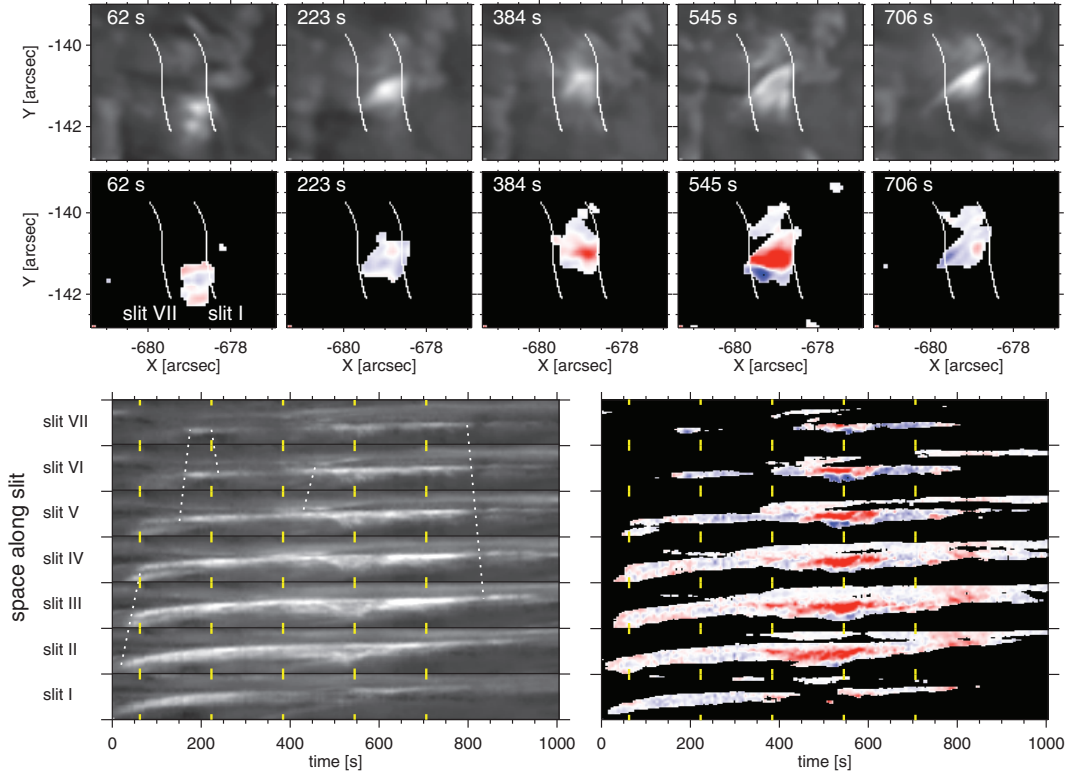 62 s 223 s 384 s 545 s 706 s
-140
-142
Y [arcsec]
62 s 223 s 384 s 545 s 706 s
-140
-142
Y [arcsec]
slit VII slit I
-680 -678 -680 -678 -680 -678 -680 -678 -680 -678
X [arcsec] X [arcsec] X [arcsec] X [arcsec] X [arcsec]
space along slit
slit VII
slit VI
slit V
slit IV
slit III
slit II
slit I
0 200 400 600 800 1000 0 200 400 600 800 1000
time [s] time [s]